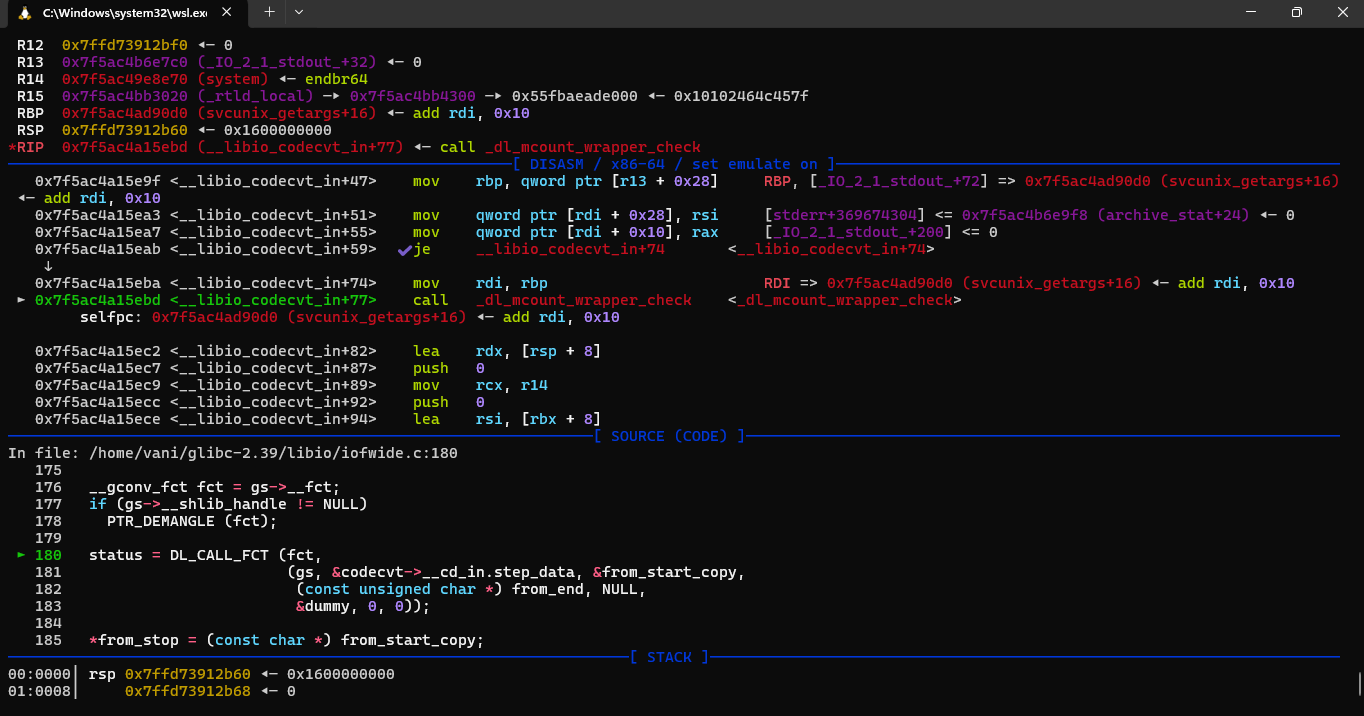 C:\Windows\system32\wsl.ex
R12  0x7ffd73912bf0 ◂— 0
R13  0x7f5ac4b6e7c0 (_IO_2_1_stdout_+32) ◂— 0
R14  0x7f5ac49e8e70 (system) ◂— endbr64
R15  0x7f5ac4bb3020 (_rtld_local) —▸ 0x7f5ac4bb4300 —▸ 0x55fbaeade000 ◂— 0x10102464c457f
RBP  0x7f5ac4ad90d0 (svcunix_getargs+16) ◂— add rdi, 0x10
RSP  0x7ffd73912b60 ◂— 0x1600000000
*RIP  0x7f5ac4a15ebd (__libio_codecvt_in+77) ◂— call _dl_mcount_wrapper_check
[ DISASM / x86-64 / set emulate on ]
0x7f5ac4a15e9f <__libio_codecvt_in+47>    mov    rbp, qword ptr [r13 + 0x28]     RBP, [_IO_2_1_stdout_+72] => 0x7f5ac4ad90d0 (svcunix_getargs+16)
◂— add rdi, 0x10
0x7f5ac4a15ea3 <__libio_codecvt_in+51>    mov    qword ptr [rdi + 0x28], rsi     [stderr+369674304] <= 0x7f5ac4b6e9f8 (archive_stat+24) ◂— 0
0x7f5ac4a15ea7 <__libio_codecvt_in+55>    mov    qword ptr [rdi + 0x10], rax     [_IO_2_1_stdout_+200] <= 0
0x7f5ac4a15eab <__libio_codecvt_in+59>  ✔ je     __libio_codecvt_in+74       <__libio_codecvt_in+74>
↓
0x7f5ac4a15eba <__libio_codecvt_in+74>    mov    rdi, rbp                        RDI => 0x7f5ac4ad90d0 (svcunix_getargs+16) ◂— add rdi, 0x10
► 0x7f5ac4a15ebd <__libio_codecvt_in+77>    call   _dl_mcount_wrapper_check    <_dl_mcount_wrapper_check>
selfpc: 0x7f5ac4ad90d0 (svcunix_getargs+16) ◂— add rdi, 0x10
0x7f5ac4a15ec2 <__libio_codecvt_in+82>    lea    rdx, [rsp + 8]
0x7f5ac4a15ec7 <__libio_codecvt_in+87>    push   0
0x7f5ac4a15ec9 <__libio_codecvt_in+89>    mov    rcx, r14
0x7f5ac4a15ecc <__libio_codecvt_in+92>    push   0
0x7f5ac4a15ece <__libio_codecvt_in+94>    lea    rsi, [rbx + 8]
[ SOURCE (CODE) ]
In file: /home/vani/glibc-2.39/libio/iofwide.c:180
175
176   __gconv_fct fct = gs->__fct;
177   if (gs->__shlib_handle != NULL)
178     PTR_DEMANGLE (fct);
179
► 180   status = DL_CALL_FCT (fct,
181                         (gs, &codecvt->__cd_in.step_data, &from_start_copy,
182                          (const unsigned char *) from_end, NULL,
183                          &dummy, 0, 0));
184
185   *from_stop = (const char *) from_start_copy;
[ STACK ]
00:0000│ rsp 0x7ffd73912b60 ◂— 0x1600000000
01:0008│     0x7ffd73912b68 ◂— 0